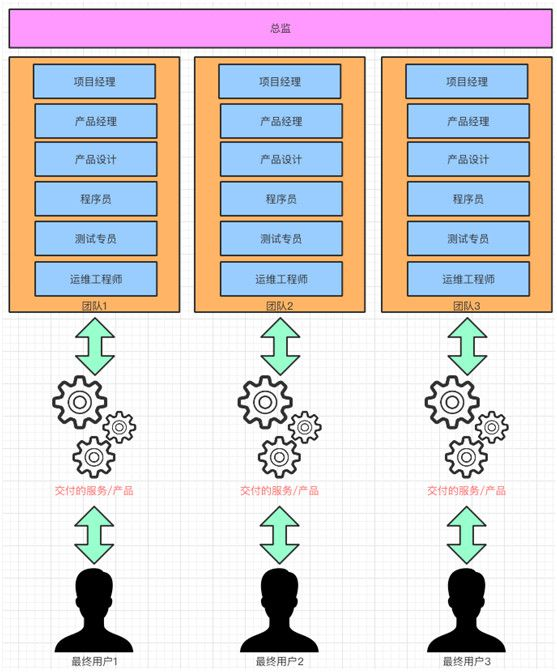 总监
项目经理
产品经理
产品设计
程序员
测试专员
运维工程师
团队1
项目经理
产品经理
产品设计
程序员
测试专员
运维工程师
团队2
项目经理
产品经理
产品设计
程序员
测试专员
运维工程师
团队3
交付的服务/产品
交付的服务/产品
交付的服务/产品
最终用户1
最终用户2
最终用户3